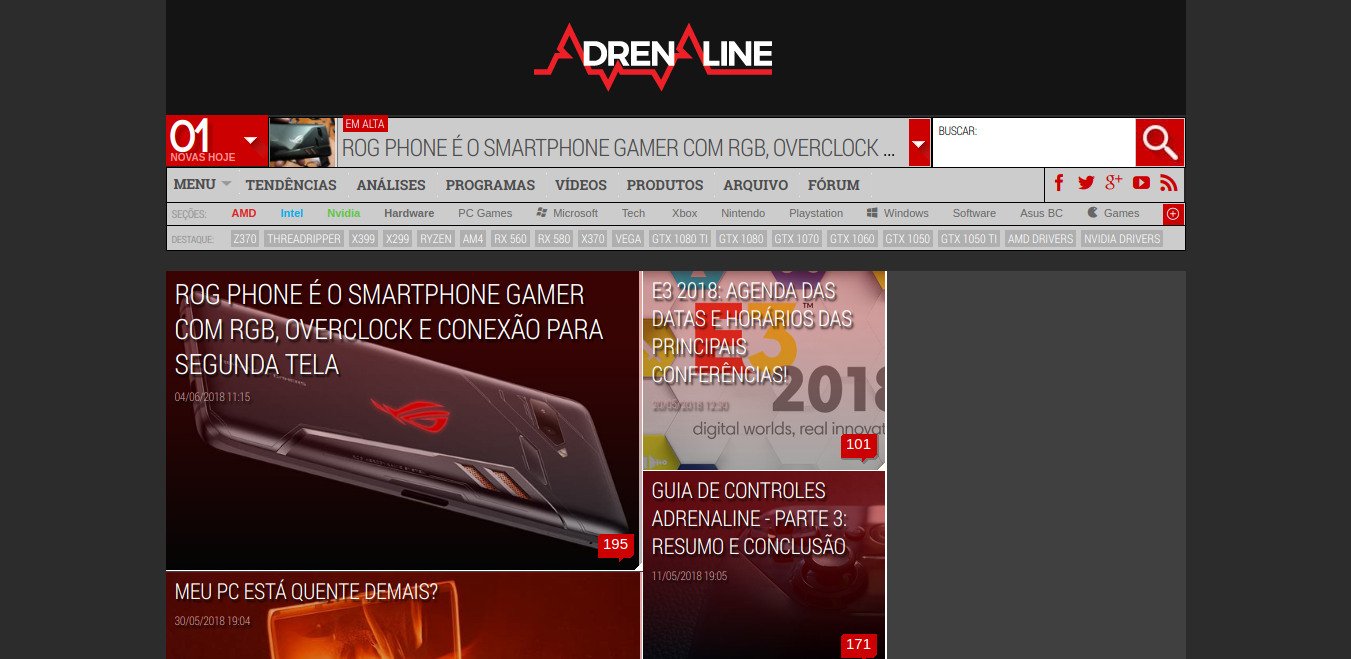 ADRENALINE
01
NOVAS HOJE
EM ALTA
ROG PHONE É O SMARTPHONE GAMER COM RGB, OVERCLOCK ...
BUSCAR:
MENU TENDÊNCIAS ANÁLISES PROGRAMAS VÍDEOS PRODUTOS ARQUIVO FÓRUM
SEÇÕES: AMD Intel Nvidia Hardware PC Games Microsoft Tech Xbox Nintendo Playstation Windows Software Asus BC Games
DESTAQUE: Z370 THREADRIPPER X399 X299 RYZEN AM4 RX 560 RX 580 X370 VEGA GTX 1080 TI GTX 1080 GTX 1070 GTX 1060 GTX 1050 GTX 1050 TI AMD DRIVERS NVIDIA DRIVERS
ROG PHONE É O SMARTPHONE GAMER
COM RGB, OVERCLOCK E CONEXÃO PARA
SEGUNDA TELA
04/06/2018 11:15
195
E3 2018: AGENDA DAS
DATAS E HORÁRIOS DAS
PRINCIPAIS
CONFERÊNCIAS!
20/05/2018 12:30
E3
2018
digital worlds, real innovat
101
GUIA DE CONTROLES
ADRENALINE - PARTE 3:
RESUMO E CONCLUSÃO
11/05/2018 19:05
171
MEU PC ESTÁ QUENTE DEMAIS?
30/05/2018 19:04